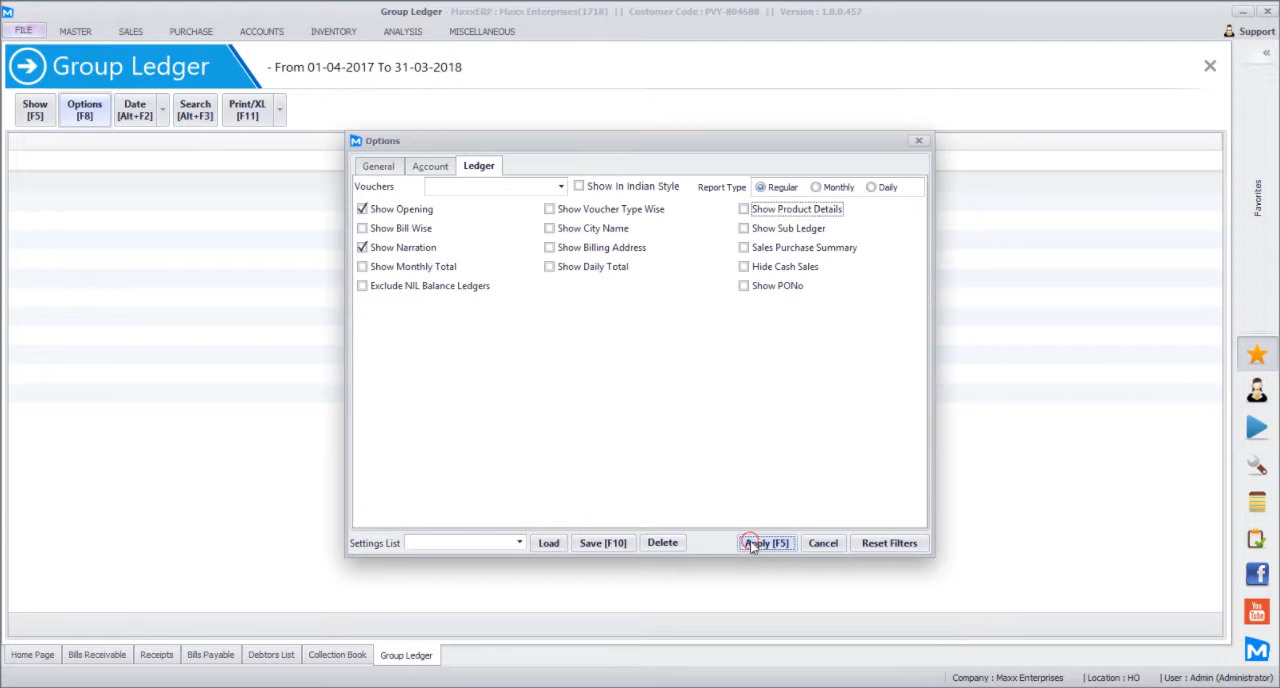 Group Ledger MaxxERP : Maxx Enterprises(1718) || Customer Code : PVY-804688 || Version : 1.0.0.457
FILE MASTER SALES PURCHASE ACCOUNTS INVENTORY ANALYSIS MISCELLANEOUS Support
Group Ledger - From 01-04-2017 To 31-03-2018
Show [F5] Options [F8] Date [Alt+F2] Search [Alt+F3] Print/XL [F11]
Options
General Account Ledger
Vouchers Show In Indian Style Report Type Regular Monthly Daily
Show Opening Show Voucher Type Wise Show Product Details
Show Bill Wise Show City Name Show Sub Ledger
Show Narration Show Billing Address Sales Purchase Summary
Show Monthly Total Show Daily Total Hide Cash Sales
Exclude NIL Balance Ledgers Show PONo
Settings List Load Save [F10] Delete Apply [F5] Cancel Reset Filters
Favorites
You Tube
Home Page Bills Receivable Receipts Bills Payable Debtors List Collection Book Group Ledger
Company : Maxx Enterprises | Location : HO | User : Admin (Administrator)